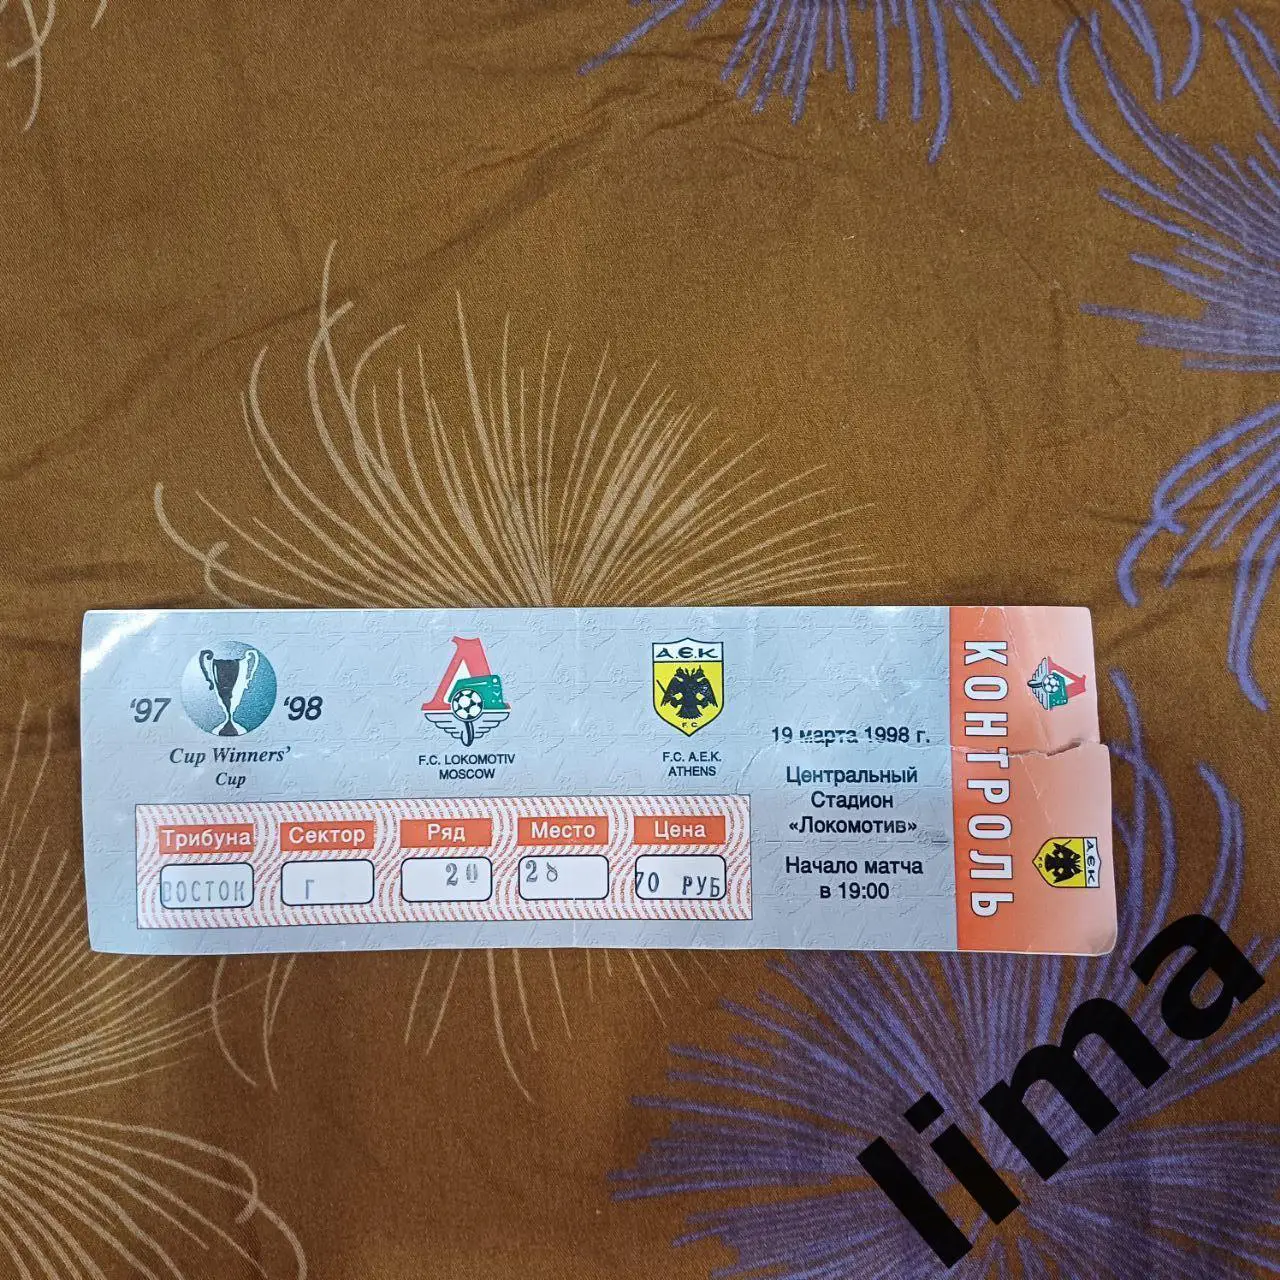 '97 '98
Cup Winners'
Cup
F.C. LOKOMOTIV
MOSCOW
А.Є.К
F.C.
F.C. A.E.K.
ATHENS
19 марта 1998 г.
Центральный
Стадион
«Локомотив»
Начало матча
в 19:00
Трибуна Сектор Ряд Место Цена
ВОСТОК Г 20 28 70 РУБ
КОНТРОЛЬ
А.Є.К
F.C.
lima